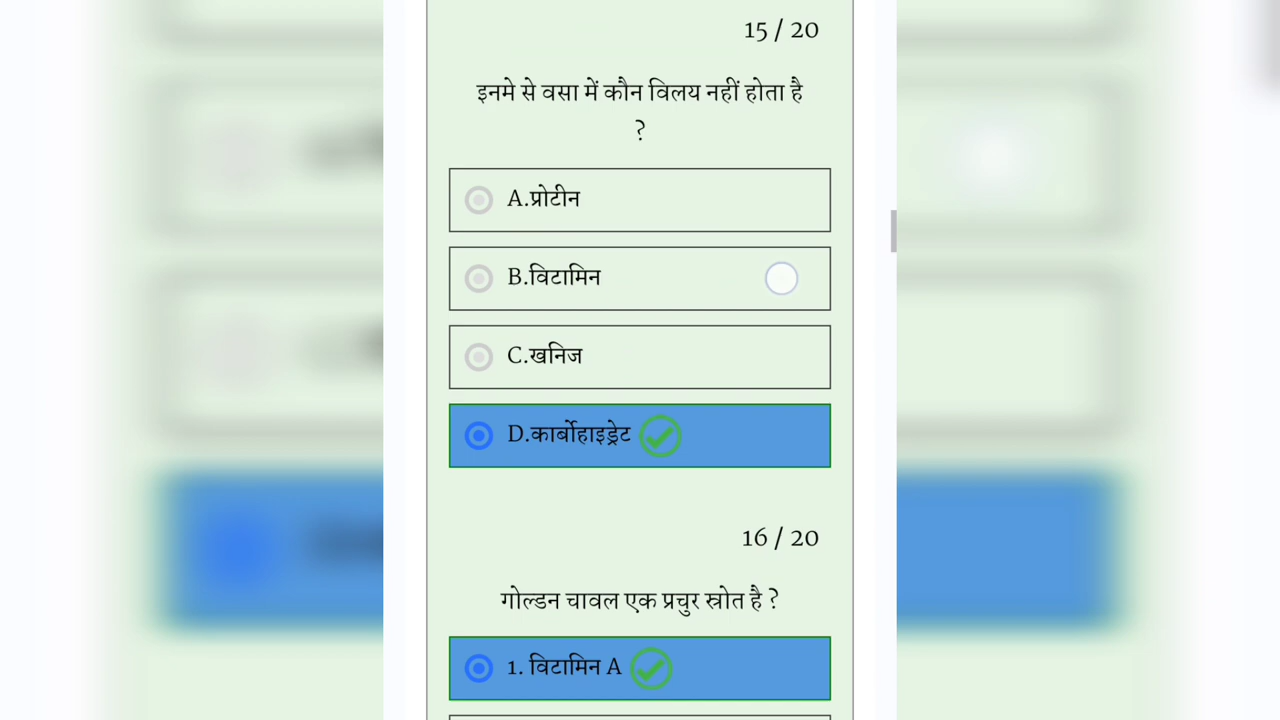 15 / 20
इनमे से वसा में कौन विलय नहीं होता है
?
A.प्रोटीन
B.विटामिन
C.खनिज
D.कार्बोहाइड्रेट
16 / 20
गोल्डन चावल एक प्रचुर स्रोत है ?
1. विटामिन A